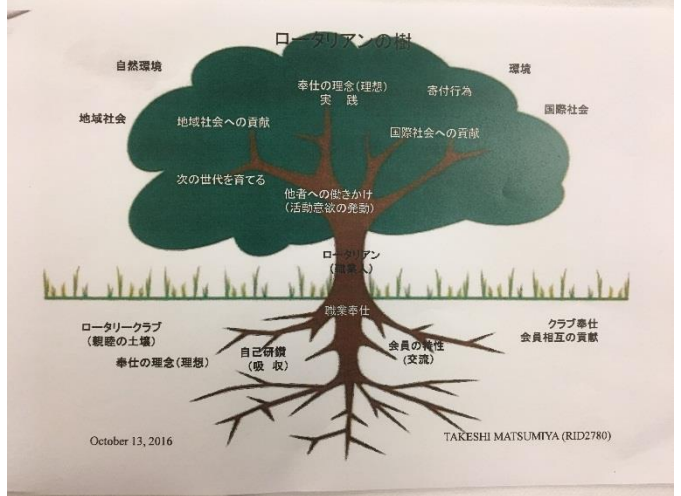 ロータリアンの樹
自然環境
環境
奉仕の理念(理想)
実　践
寄付行為
国際社会
地域社会
地域社会への貢献
国際社会への貢献
次の世代を育てる
他者への働きかけ
(活動意欲の発動)
ロータリアン
(職業人)
職業奉仕
ロータリークラブ
(親睦の土壌)
奉仕の理念(理想)
自己研鑽
(吸　収)
会員の特性
(交流)
クラブ奉仕
会員相互の貢献
October 13, 2016
TAKESHI MATSUMIYA (RID2780)